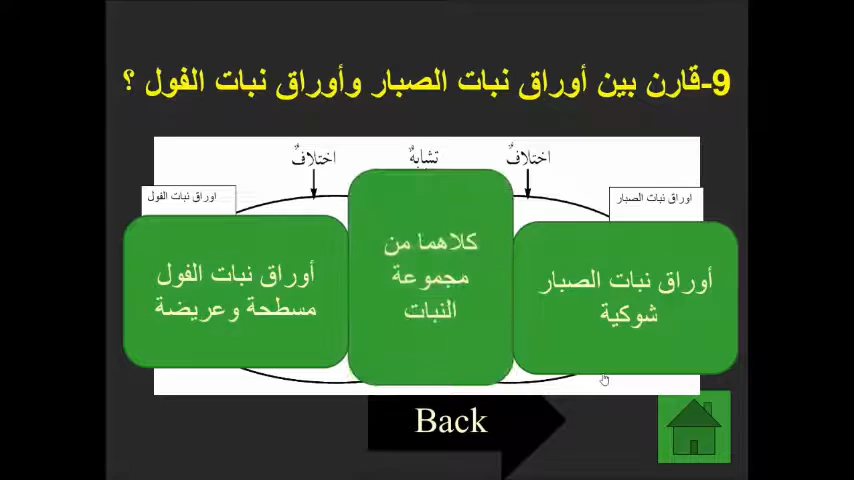 9-قارن بين أوراق نبات الصبار وأوراق نبات الفول ؟
اختلافٌ
تشابهٌ
اختلافٌ
اوراق نبات الصبار
اوراق نبات الفول
أوراق نبات الصبار
شوكية
كلاهما من
مجموعة
النبات
أوراق نبات الفول
مسطحة وعريضة
Back